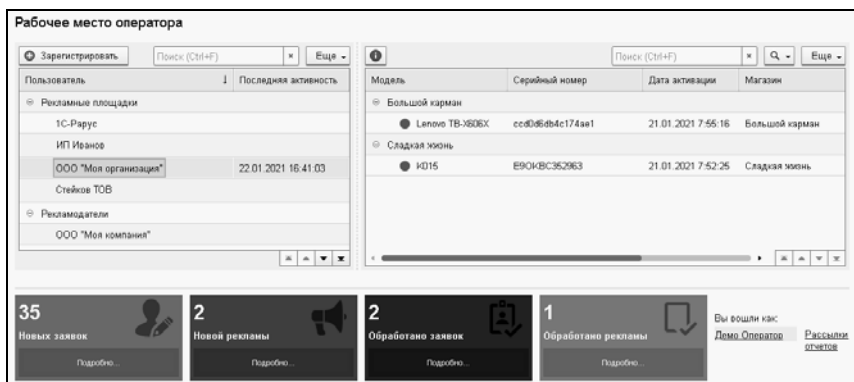 Рабочее место оператора
Зарегистрировать Поиск (Ctrl+F) × Еще Поиск (Ctrl+F) × Еще
Пользователь Последняя активность Модель Серийный номер Дата активации Магазин
Рекламные площадки Большой карман
1С-Рарус Lenovo TB-X606X ccd0d6db4c174ae1 21.01.2021 7:55:16 Большой карман
ИП Иванов Сладкая жизнь
ООО "Моя организация" 22.01.2021 16:41:03 KD15 E90KBC352963 21.01.2021 7:52:25 Сладкая жизнь
Стейков ТОВ
Рекламодатели
ООО "Моя компания"
35 2 2 1
Новых заявок Новой рекламы Обработано заявок Обработано рекламы
Подробно... Подробно... Подробно... Подробно...
Вы вошли как:
Демо Оператор Рассылки отчетов